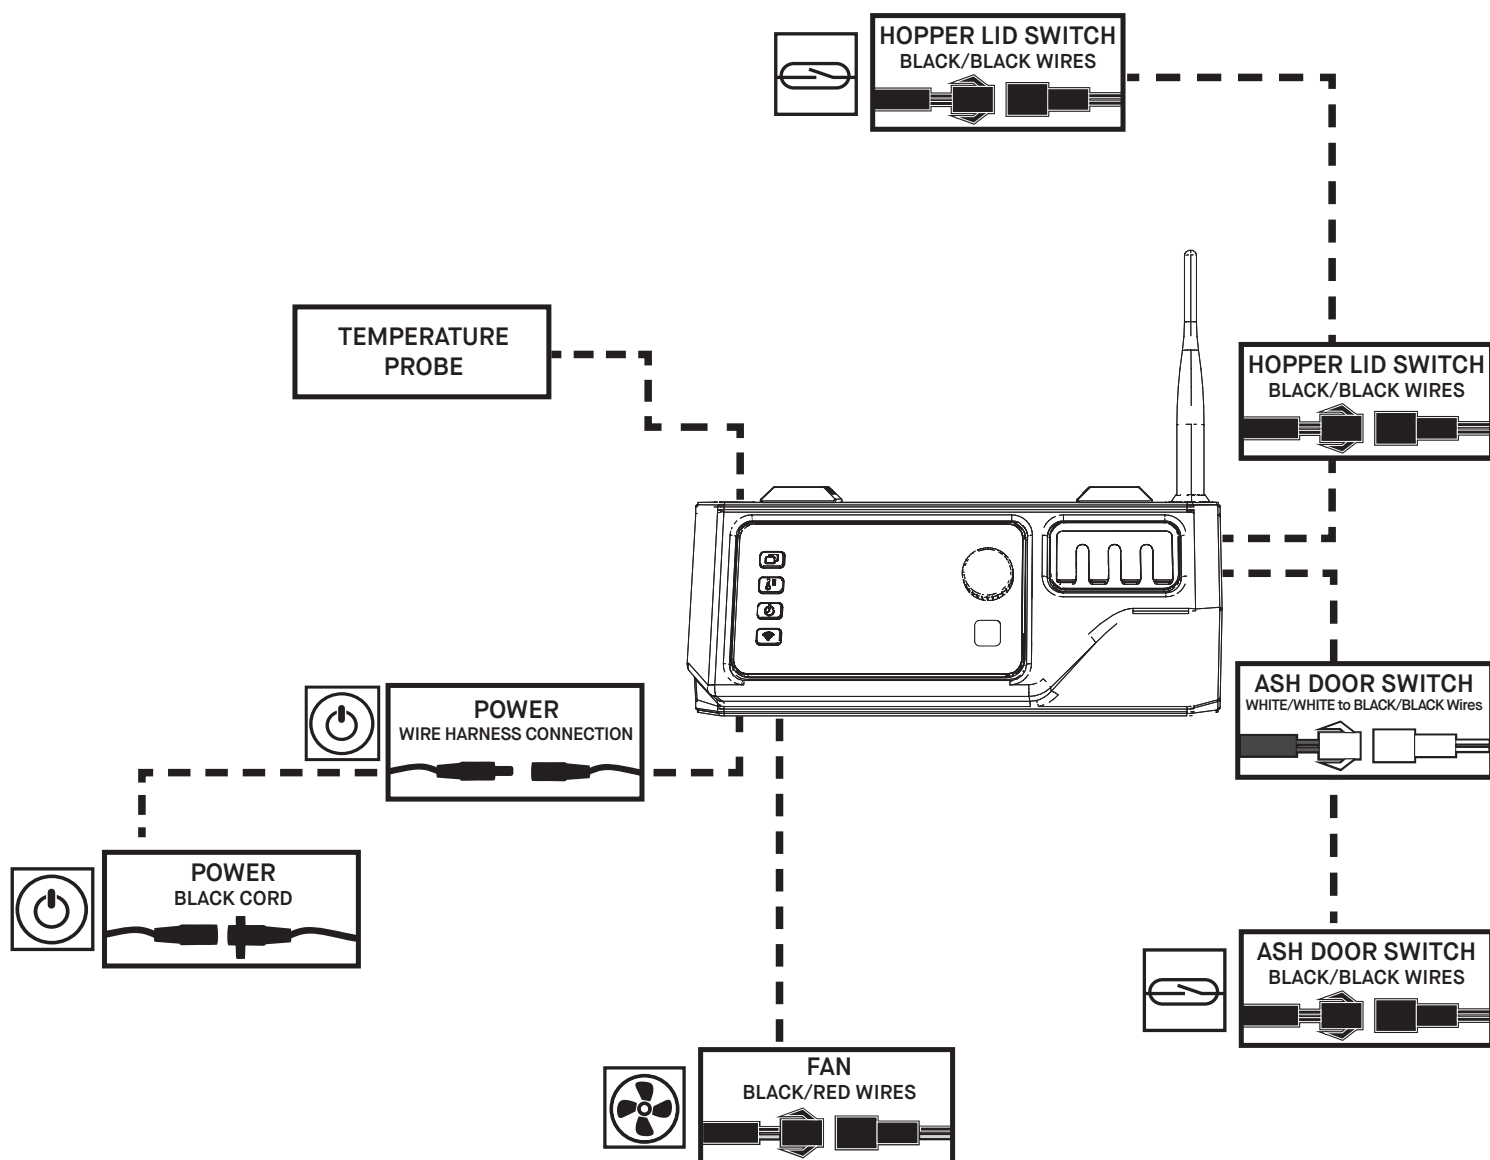 HOPPER LID SWITCH
BLACK/BLACK WIRES
TEMPERATURE
PROBE
HOPPER LID SWITCH
BLACK/BLACK WIRES
ASH DOOR SWITCH
WHITE/WHITE to BLACK/BLACK Wires
POWER
WIRE HARNESS CONNECTION
POWER
BLACK CORD
ASH DOOR SWITCH
BLACK/BLACK WIRES
FAN
BLACK/RED WIRES